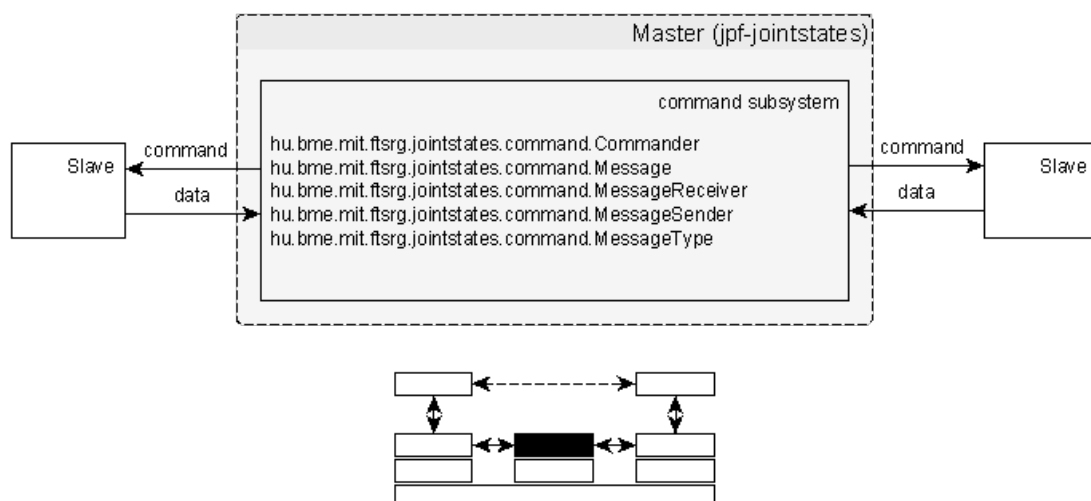 Master (jpf-jointstates)
command subsystem
hu.bme.mit.ftsrg.jointstates.command.Commander
hu.bme.mit.ftsrg.jointstates.command.Message
hu.bme.mit.ftsrg.jointstates.command.MessageReceiver
hu.bme.mit.ftsrg.jointstates.command.MessageSender
hu.bme.mit.ftsrg.jointstates.command.MessageType
Slave
command
data
command
data
Slave